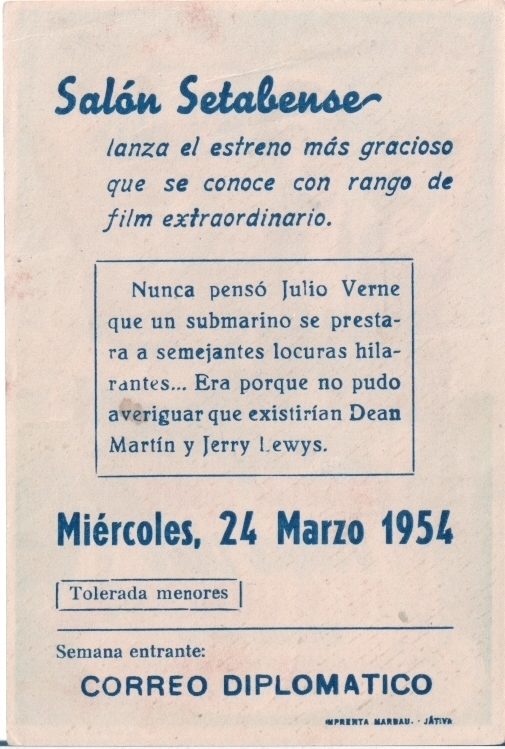 Salón Setabense
lanza el estreno más gracioso
que se conoce con rango de
film extraordinario.
Nunca pensó Julio Verne
que un submarino se presta-
ra a semejantes locuras hila-
rantes... Era porque no pudo
averiguar que existirían Dean
Martín y Jerry Lewys.
Miércoles, 24 Marzo 1954
Tolerada menores
Semana entrante:
CORREO DIPLOMATICO
IMPRENTA MARBAU. - JÁTIVA